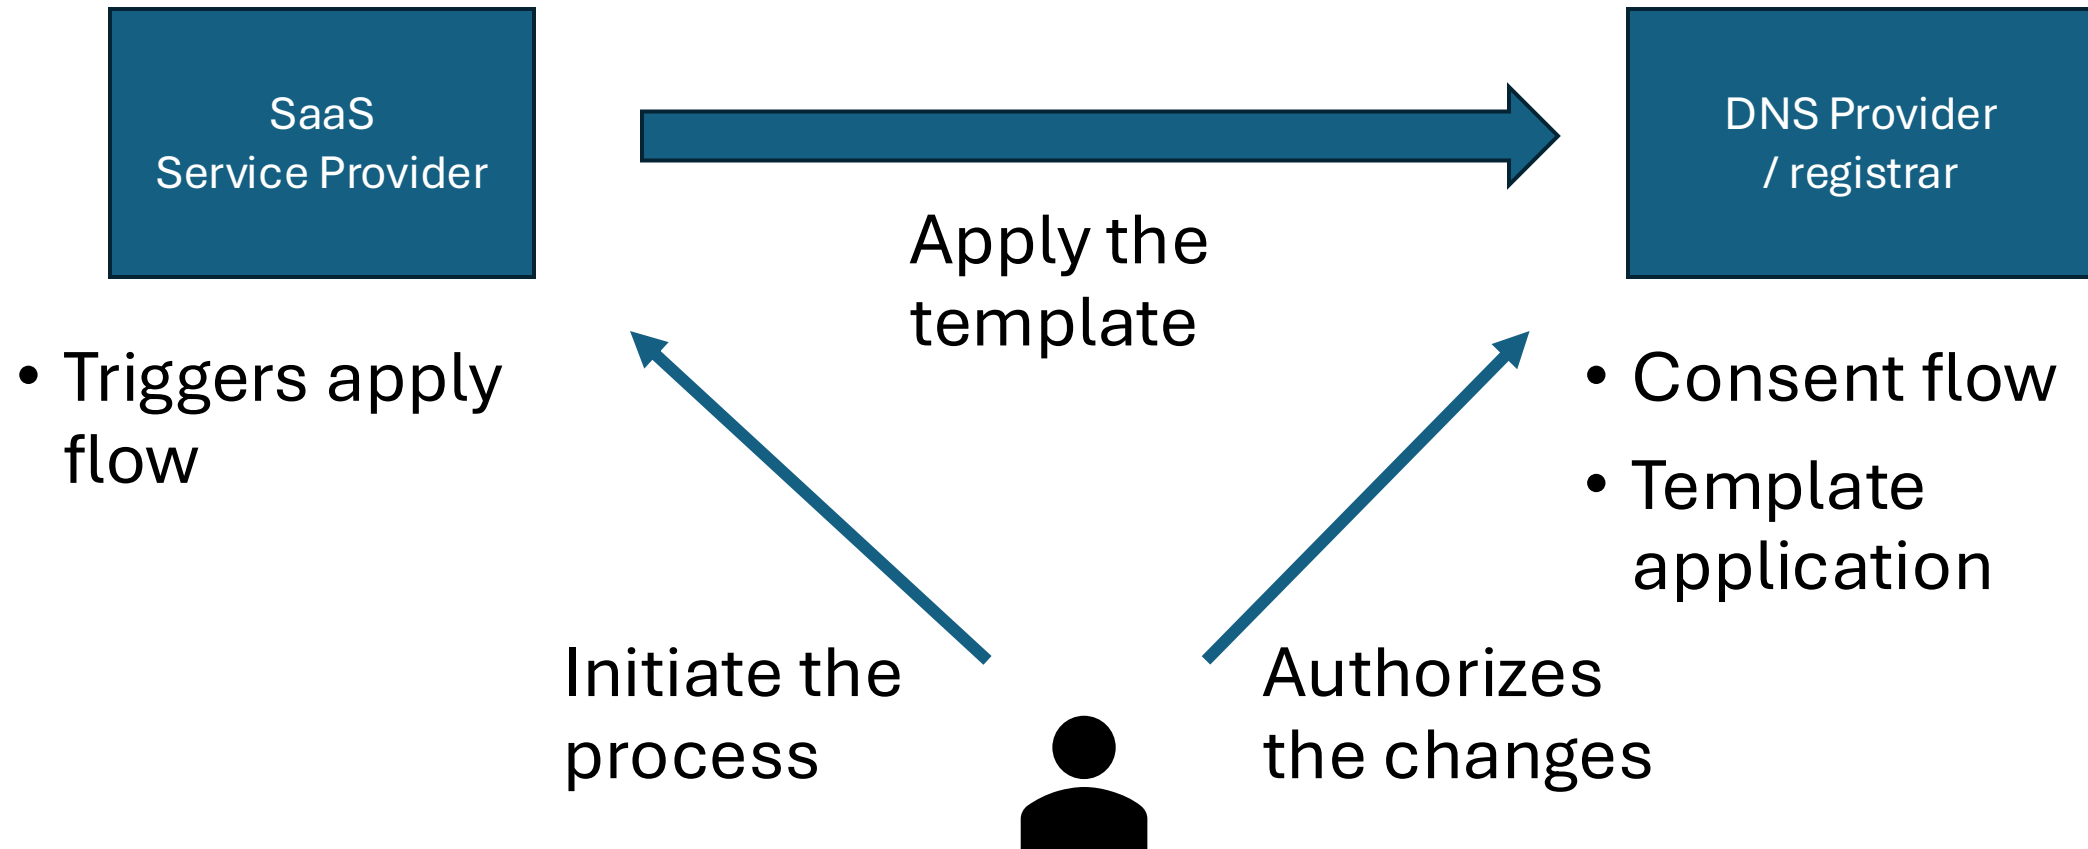 SaaS
Service Provider
DNS Provider
/ registrar
Apply the
template
• Triggers apply
flow
• Consent flow
• Template
application
Initiate the
process
Authorizes
the changes